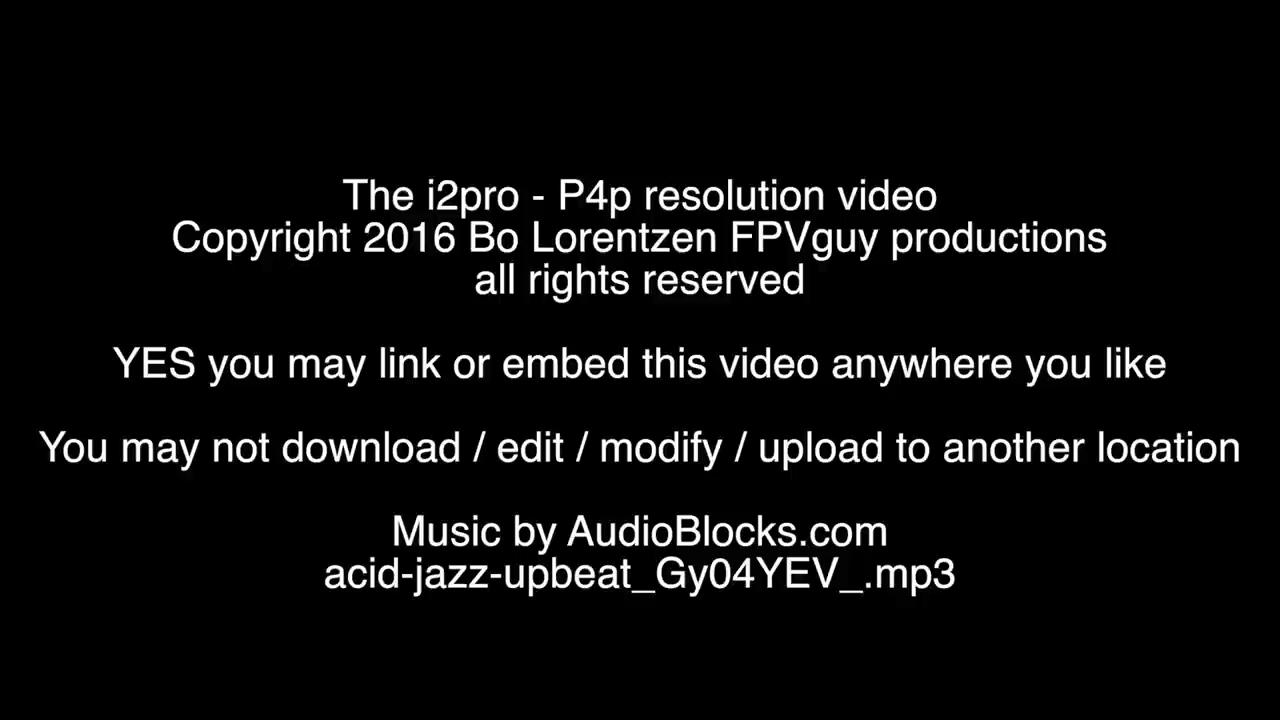 The i2pro - P4p resolution video
Copyright 2016 Bo Lorentzen FPVguy productions
all rights reserved
YES you may link or embed this video anywhere you like
You may not download / edit / modify / upload to another location
Music by AudioBlocks.com
acid-jazz-upbeat_Gy04YEV_.mp3